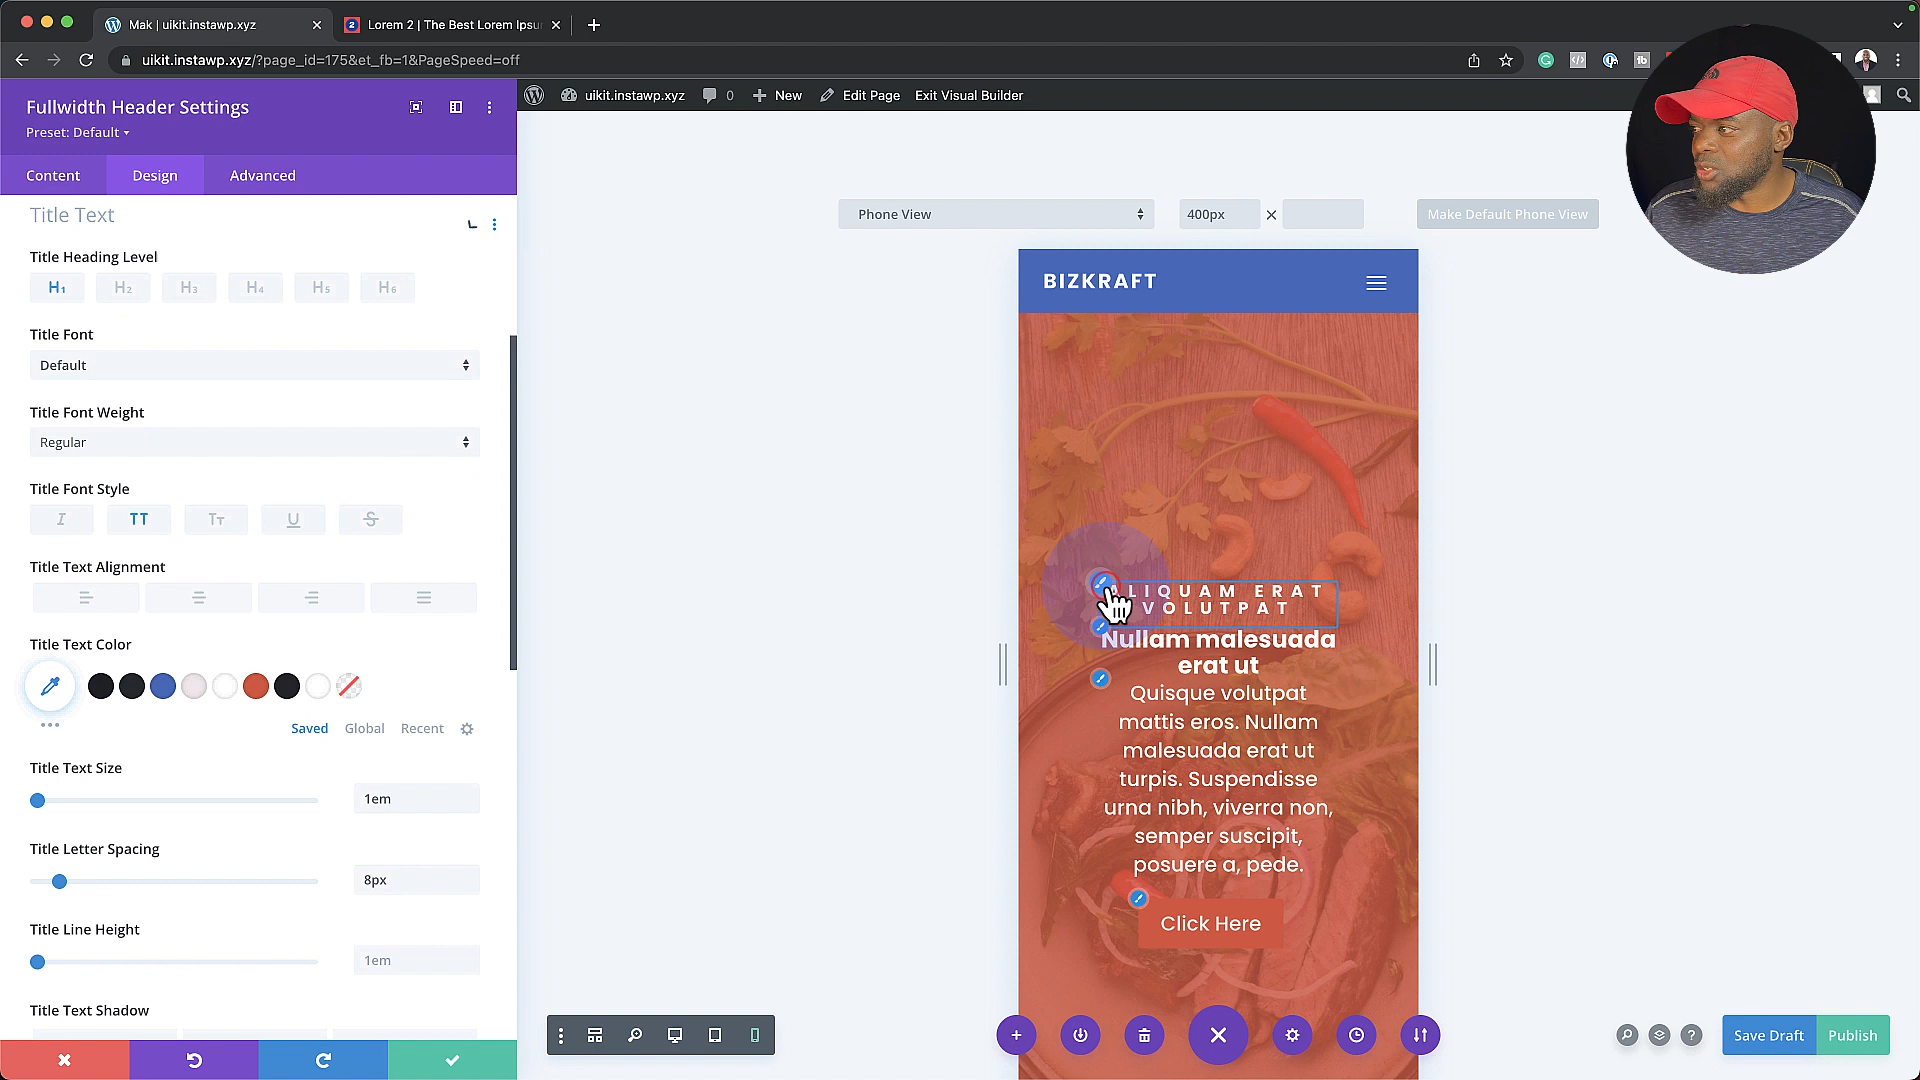 Mak | uikit.instawp.xyz
2 Lorem 2 | The Best Lorem Ipsu
uikit.instawp.xyz/?page_id=175&et_fb=1&PageSpeed=off
Fullwidth Header Settings
Preset: Default
uikit.instawp.xyz 0 New Edit Page Exit Visual Builder
Content Design Advanced
Title Text
Title Heading Level
H1 H2 H3 H4 H5 H6
Title Font
Default
Title Font Weight
Regular
Title Font Style
I TT Tт U S
Title Text Alignment
Title Text Color
Saved Global Recent
Title Text Size
1em
Title Letter Spacing
8px
Title Line Height
1em
Title Text Shadow
Phone View 400px × Make Default Phone View
BIZKRAFT
ALIQUAM ERAT
VOLUTPAT
Nullam malesuada
erat ut
Quisque volutpat
mattis eros. Nullam
malesuada erat ut
turpis. Suspendisse
urna nibh, viverra non,
semper suscipit,
posuere a, pede.
Click Here
? Save Draft Publish